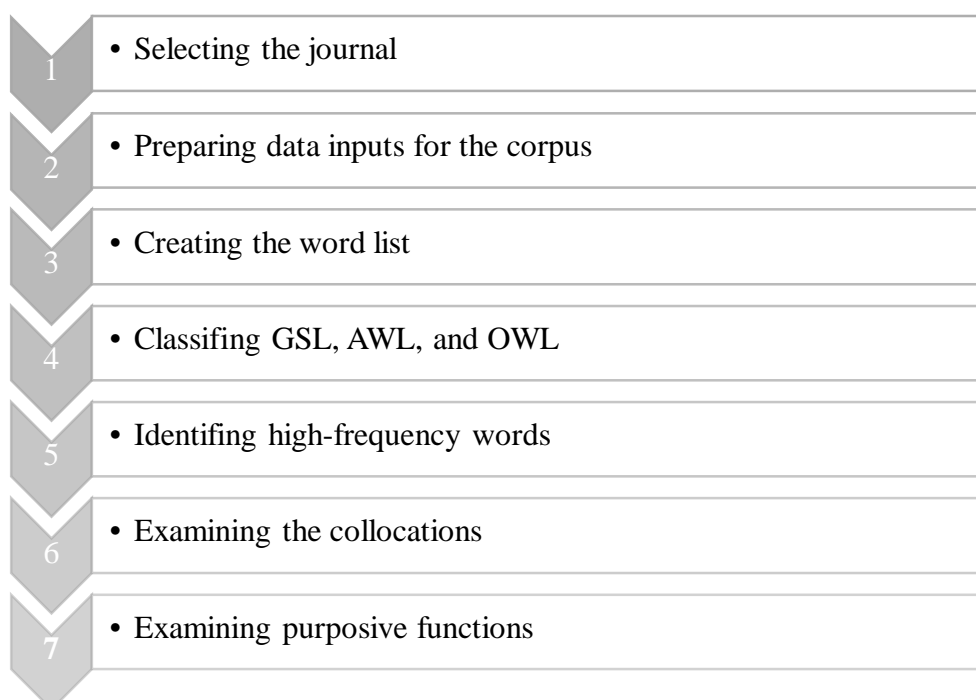 1 • Selecting the journal
2 • Preparing data inputs for the corpus
3 • Creating the word list
4 • Classifing GSL, AWL, and OWL
5 • Identifing high-frequency words
6 • Examining the collocations
7 • Examining purposive functions